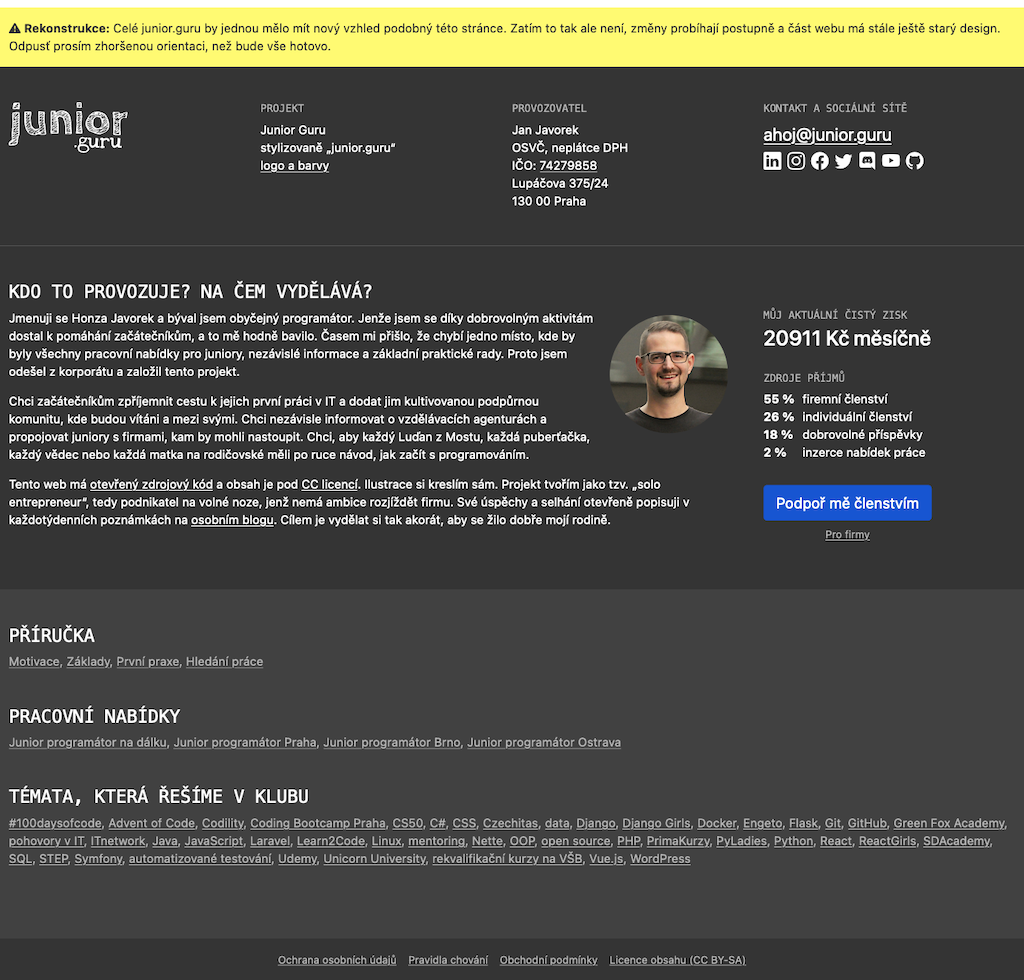 Rekonstrukce: Celé junior.guru by jednou mělo mít nový vzhled podobný této stránce. Zatím to tak ale není, změny probíhají postupně a část webu má stále ještě starý design.
Odpusť prosím zhoršenou orientaci, než bude vše hotovo.
junior
.guru
PROJEKT
Junior Guru
stylizovaně „junior.guru“
logo a barvy
PROVOZOVATEL
Jan Javorek
OSVČ, neplátce DPH
IČO: 74279858
Lupáčova 375/24
130 00 Praha
KONTAKT A SOCIÁLNÍ SÍTĚ
ahoj@junior.guru
KDO TO PROVOZUJE? NA ČEM VYDĚLÁVÁ?
Jmenuji se Honza Javorek a býval jsem obyčejný programátor. Jenže jsem se díky dobrovolným aktivitám
dostal k pomáhání začátečníkům, a to mě hodně bavilo. Časem mi přišlo, že chybí jedno místo, kde by
byly všechny pracovní nabídky pro juniory, nezávislé informace a základní praktické rady. Proto jsem
odešel z korporátu a založil tento projekt.
Chci začátečníkům zpříjemnit cestu k jejich první práci v IT a dodat jim kultivovanou podpůrnou
komunitu, kde budou vítáni a mezi svými. Chci nezávisle informovat o vzdělávacích agenturách a
propojovat juniory s firmami, kam by mohli nastoupit. Chci, aby každý Luďan z Mostu, každá puberťačka,
každý vědec nebo každá matka na rodičovské měli po ruce návod, jak začít s programováním.
Tento web má otevřený zdrojový kód a obsah je pod CC licencí. Ilustrace si kreslím sám. Projekt tvořím jako tzv. „solo
entrepreneur“, tedy podnikatel na volné noze, jenž nemá ambice rozjíždět firmu. Své úspěchy a selhání otevřeně popisuji v
každotýdenních poznámkách na osobním blogu. Cílem je vydělat si tak akorát, aby se žilo dobře mojí rodině.
MŮJ AKTUÁLNÍ ČISTÝ ZISK
20911 Kč měsíčně
ZDROJE PŘÍJMŮ
55 % firemní členství
26 % individuální členství
18 % dobrovolné příspěvky
2 % inzerce nabídek práce
Podpoř mě členstvím
Pro firmy
PŘÍRUČKA
Motivace, Základy, První praxe, Hledání práce
PRACOVNÍ NABÍDKY
Junior programátor na dálku, Junior programátor Praha, Junior programátor Brno, Junior programátor Ostrava
TÉMATA, KTERÁ ŘEŠÍME V KLUBU
#100daysofcode, Advent of Code, Codility, Coding Bootcamp Praha, CS50, C#, CSS, Czechitas, data, Django, Django Girls, Docker, Engeto, Flask, Git, GitHub, Green Fox Academy,
pohovory v IT, ITnetwork, Java, JavaScript, Laravel, Learn2Code, Linux, mentoring, Nette, OOP, open source, PHP, PrimaKurzy, PyLadies, Python, React, ReactGirls, SDAcademy,
SQL, STEP, Symfony, automatizované testování, Udemy, Unicorn University, rekvalifikační kurzy na VŠB, Vue.js, WordPress
Ochrana osobních údajů Pravidla chování Obchodní podmínky Licence obsahu (CC BY-SA)